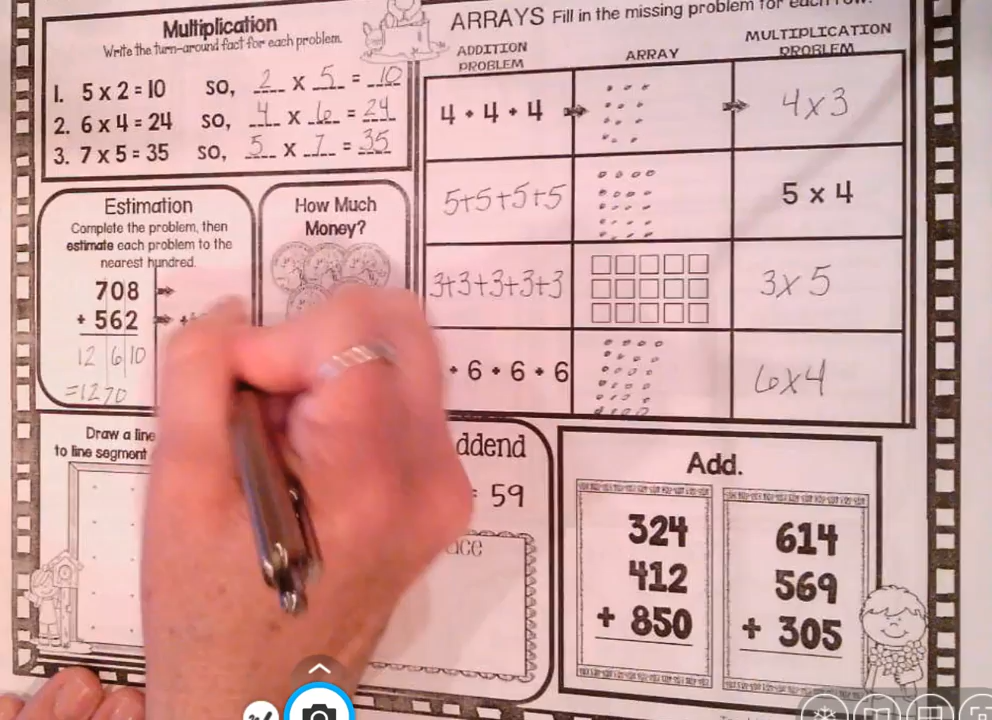 Multiplication
Write the turn-around fact for each problem.
1. 5 x 2 = 10 so, 2 x 5 = 10
2. 6 x 4 = 24 so, 4 x 6 = 24
3. 7 x 5 = 35 so, 5 x 7 = 35
ARRAYS Fill in the missing problem for each row.
ADDITION PROBLEM
ARRAY
MULTIPLICATION PROBLEM
4 + 4 + 4
4x3
5+5+5+5
5 x 4
3+3+3+3+3
3x5
+ 6 + 6 + 6
6x4
Estimation
Complete the problem, then
estimate each problem to the
nearest hundred.
708
+ 562
12 6 10
=1270
How Much
Money?
Draw a line
to line segment
ddend
= 59
ace
Add.
324
412
+ 850
614
569
+ 305